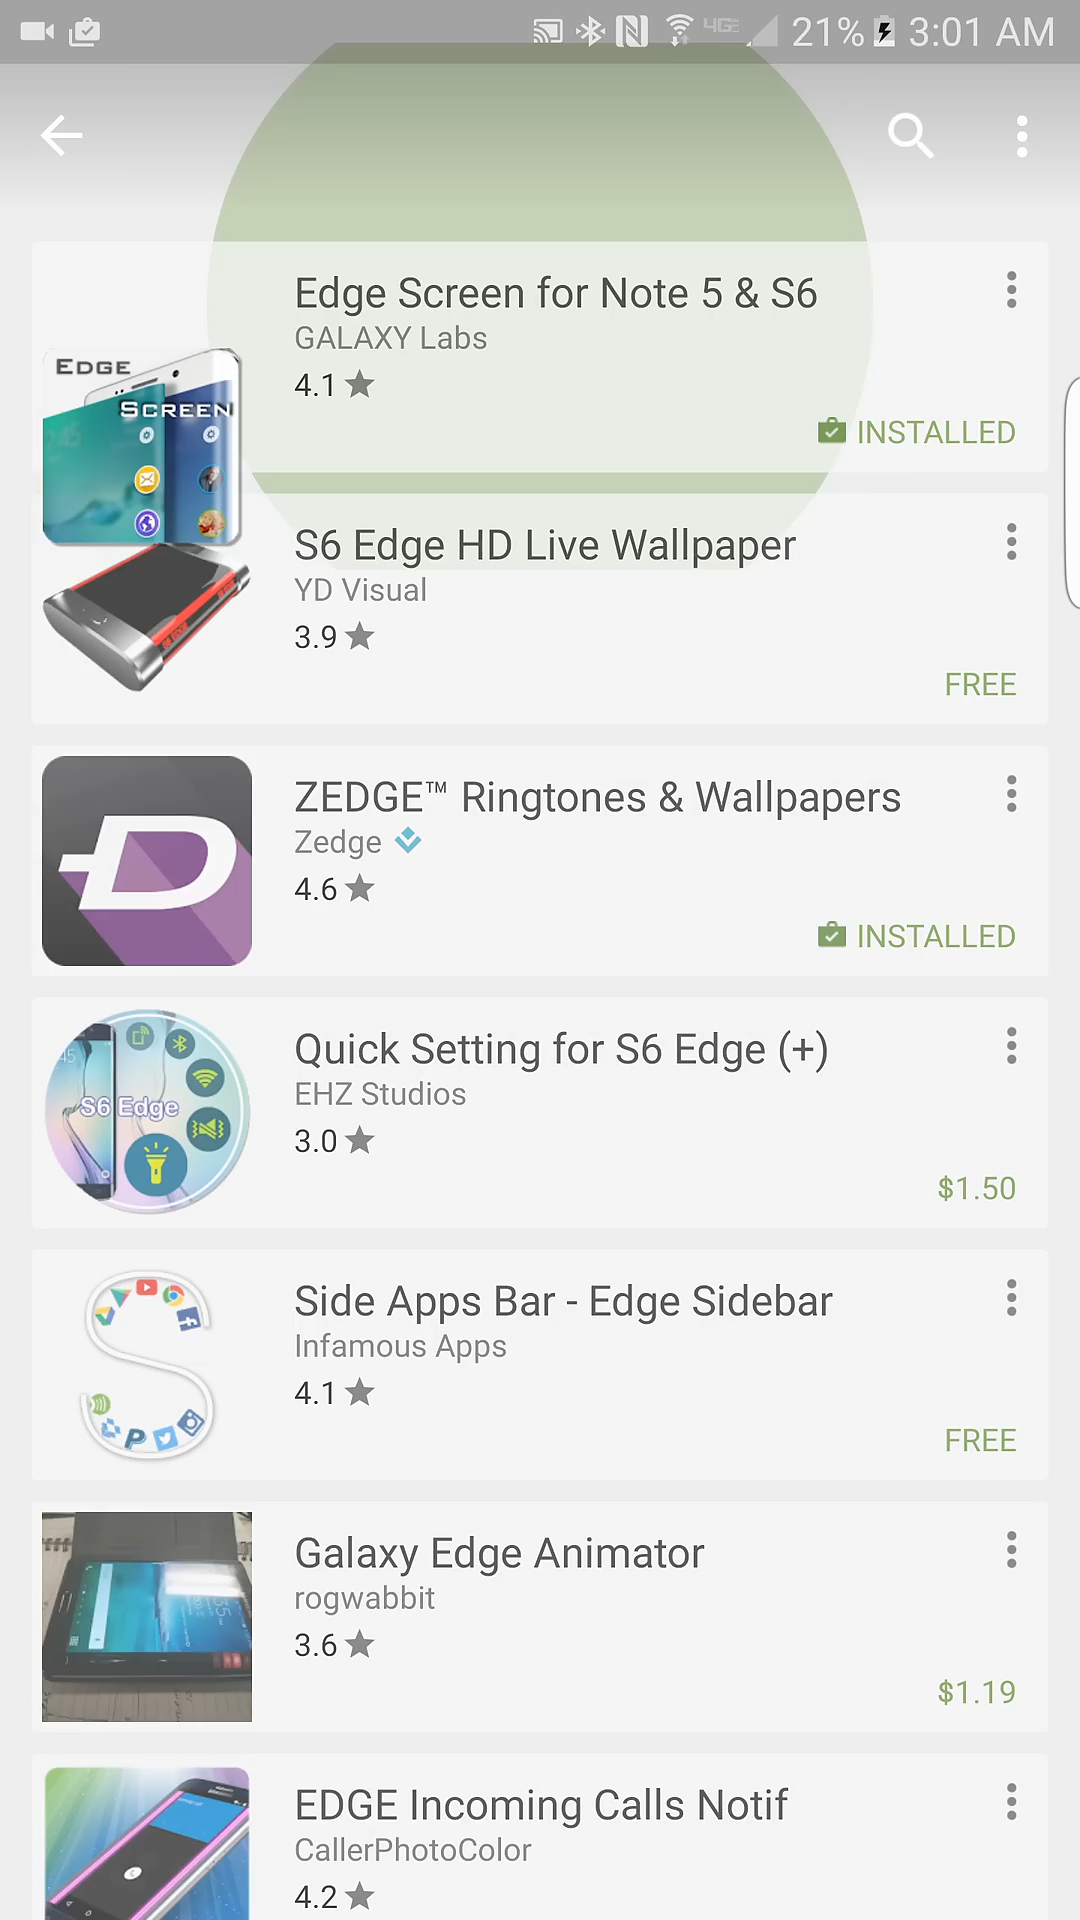 4G LTE 21% 3:01 AM
Edge Screen for Note 5 & S6
GALAXY Labs
4.1
INSTALLED
EDGE
SCREEN
S6 Edge HD Live Wallpaper
YD Visual
3.9
FREE
ZEDGE™ Ringtones & Wallpapers
Zedge
4.6
INSTALLED
Quick Setting for S6 Edge (+)
EHZ Studios
3.0
$1.50
S6 Edge
Side Apps Bar - Edge Sidebar
Infamous Apps
4.1
FREE
Galaxy Edge Animator
rogwabbit
3.6
$1.19
EDGE Incoming Calls Notif
CallerPhotoColor
4.2